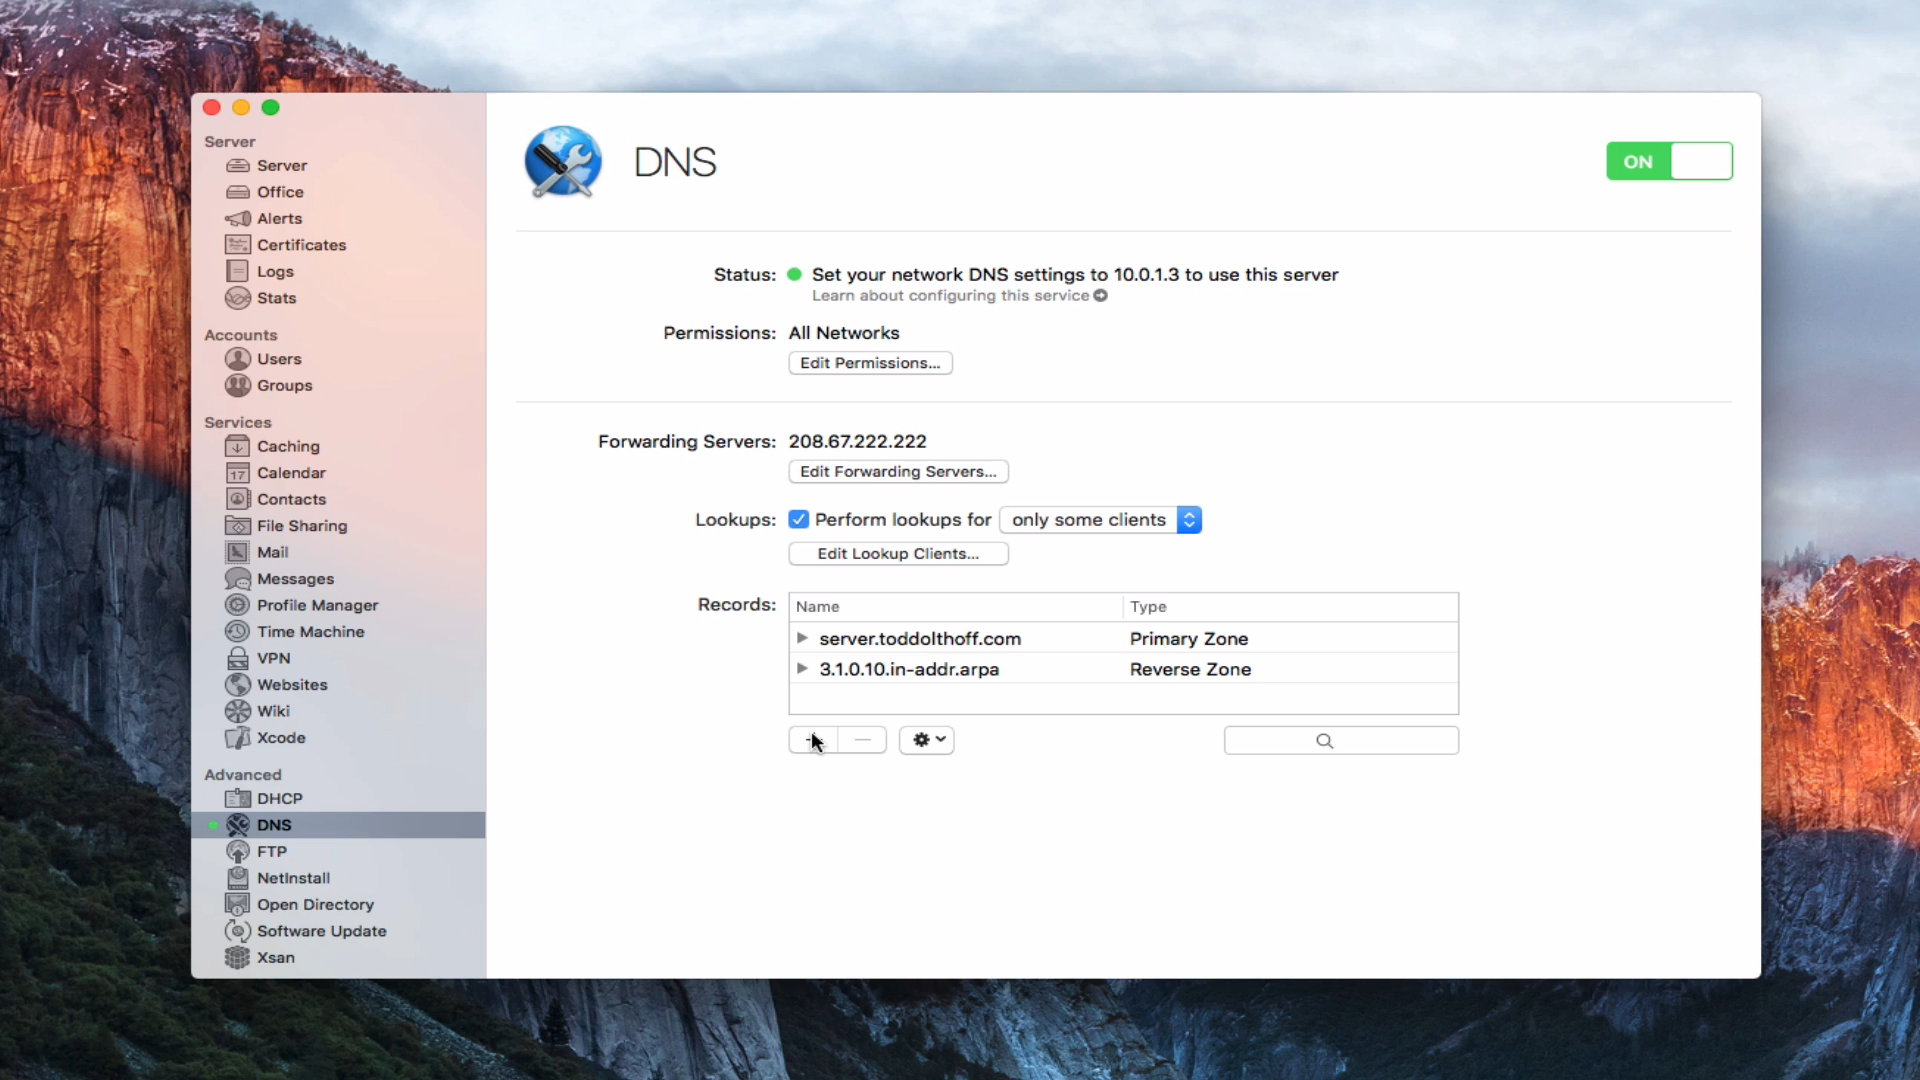 Server
Server
Office
Alerts
Certificates
Logs
Stats
Accounts
Users
Groups
Services
Caching
17 Calendar
Contacts
File Sharing
Mail
Messages
Profile Manager
Time Machine
VPN
Websites
Wiki
Xcode
Advanced
DHCP
DNS
FTP
NetInstall
Open Directory
Software Update
Xsan
DNS
ON
Status: Set your network DNS settings to 10.0.1.3 to use this server
Learn about configuring this service
Permissions: All Networks
Edit Permissions...
Forwarding Servers: 208.67.222.222
Edit Forwarding Servers...
Lookups: Perform lookups for only some clients
Edit Lookup Clients...
Records: Name Type
server.toddolthoff.com Primary Zone
3.1.0.10.in-addr.arpa Reverse Zone